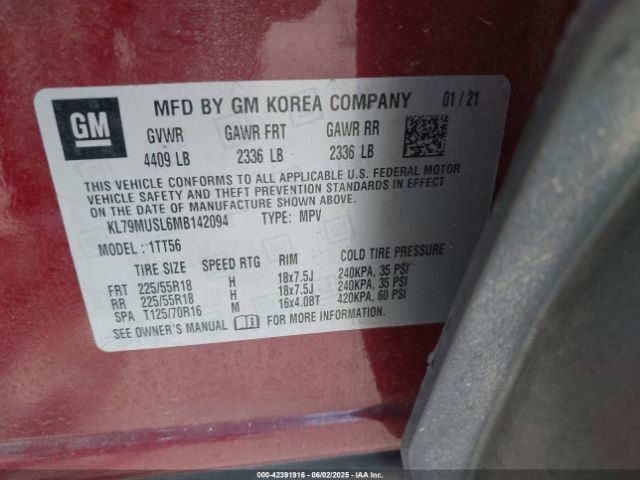 GM
MFD BY GM KOREA COMPANY 01 / 21
GVWR GAWR FRT GAWR RR
4409 LB 2336 LB 2336 LB
THIS VEHICLE CONFORMS TO ALL APPLICABLE U.S. FEDERAL MOTOR
VEHICLE SAFETY AND THEFT PREVENTION STANDARDS IN EFFECT
ON THE DATE OF MANUFACTURE SHOWN ABOVE.
KL79MUSL6MB142094 TYPE: MPV
MODEL: 1TT56
TIRE SIZE SPEED RTG RIM COLD TIRE PRESSURE
FRT 225/55R18 H 18x7.5J 240KPA, 35 PSI
RR 225/55R18 H 18x7.5J 240KPA, 35 PSI
SPA T125/70R16 M 16x4.0BT 420KPA, 60 PSI
SEE OWNER'S MANUAL FOR MORE INFORMATION.
00-42391916 - 06/02/2025 - IAAI.COM